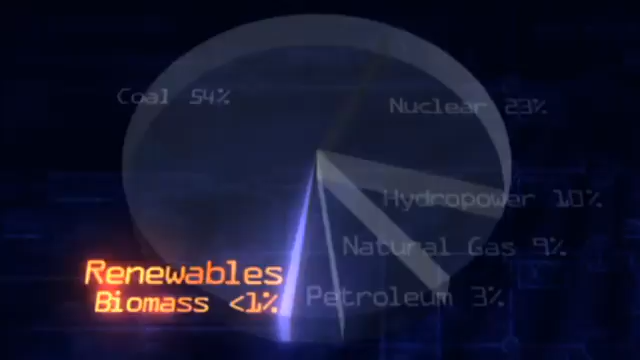 Coal 54%
Nuclear 23%
Hydropower 10%
Natural Gas 9%
Petroleum 3%
Renewables
Biomass <1%